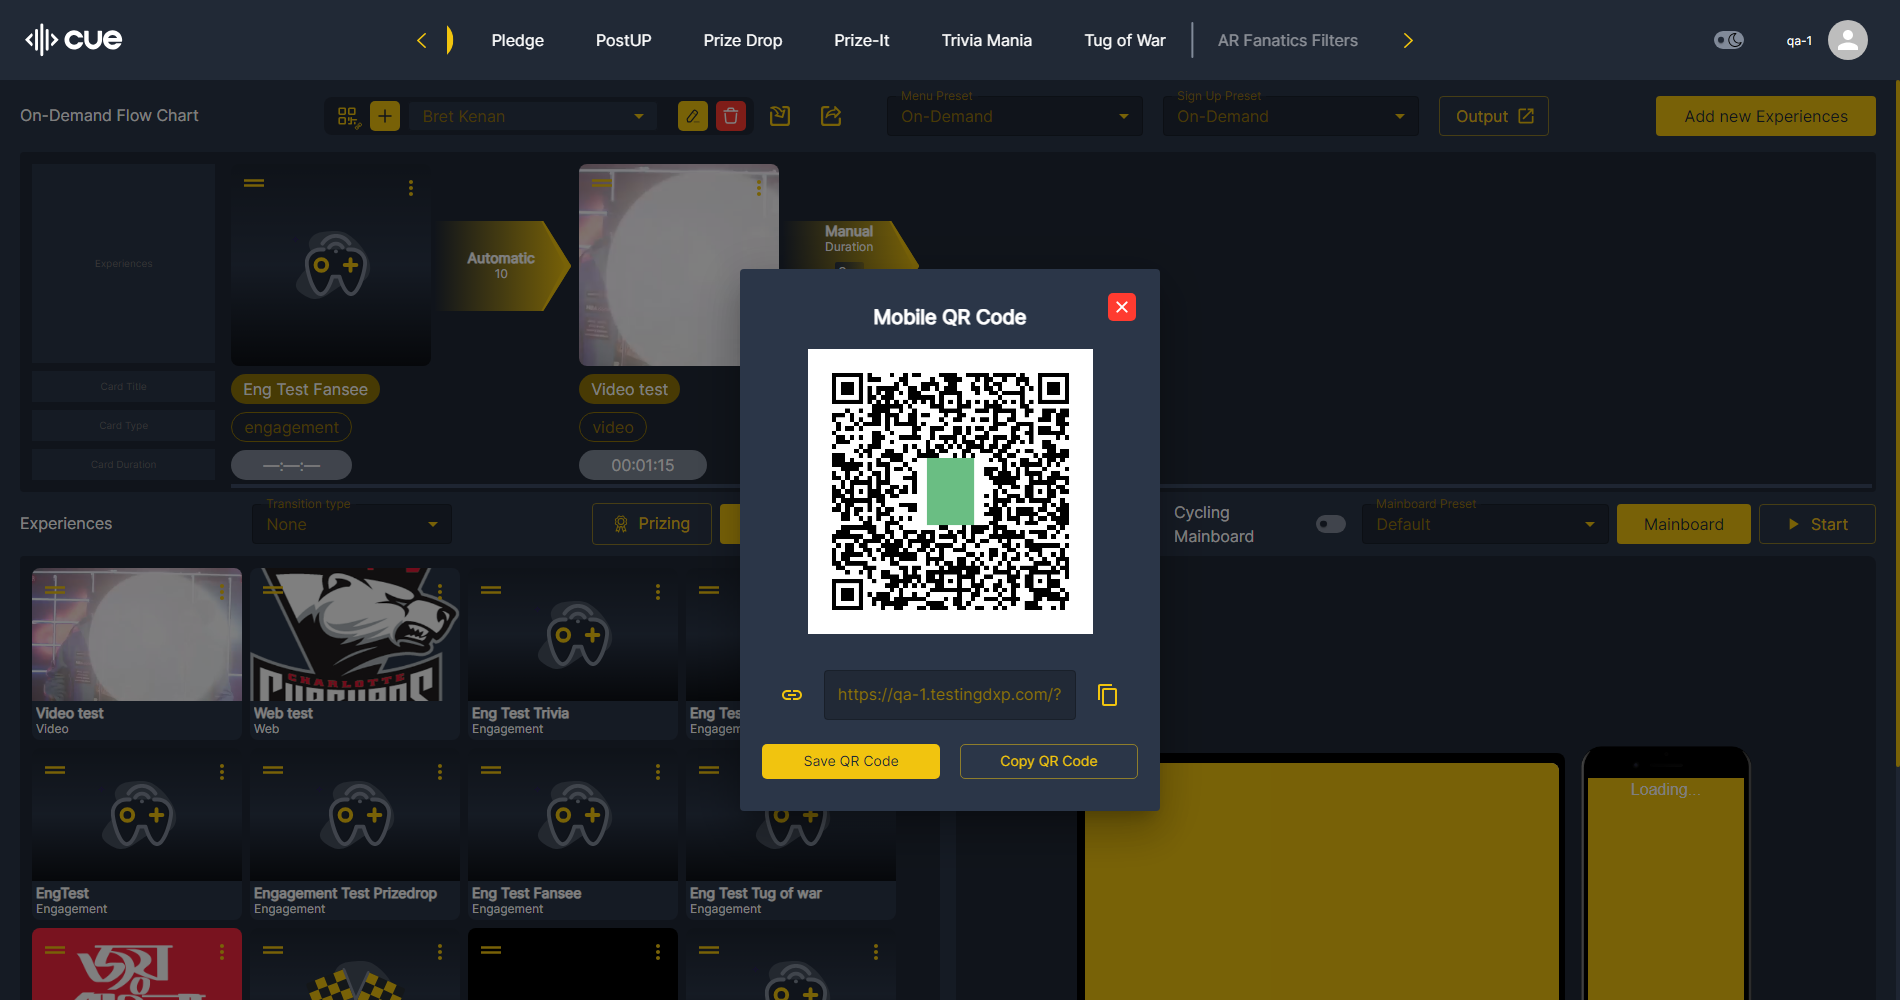 cue
Pledge
PostUP
Prize Drop
Prize-It
Trivia Mania
Tug of War
AR Fanatics Filters
qa-1
On-Demand Flow Chart
Bret Kenan
Menu Preset
On-Demand
Sign Up Preset
On-Demand
Output
Add new Experiences
Experiences
Automatic
10
Manual
Duration
Card Title
Eng Test Fansee
Video test
Card Type
engagement
video
Card Duration
—:—:—
00:01:15
Mobile QR Code
https://qa-1.testingdxp.com/?
Save QR Code
Copy QR Code
Experiences
Transition type
None
Prizing
Cycling
Mainboard
Mainboard Preset
Default
Mainboard
Start
CHARLOTTE
Video test
Video
Web test
Web
Eng Test Trivia
Engagement
Eng Tes
Engagement
Loading...
EngTest
Engagement
Engagement Test Prizedrop
Engagement
Eng Test Fansee
Engagement
Eng Test Tug of war
Engagement